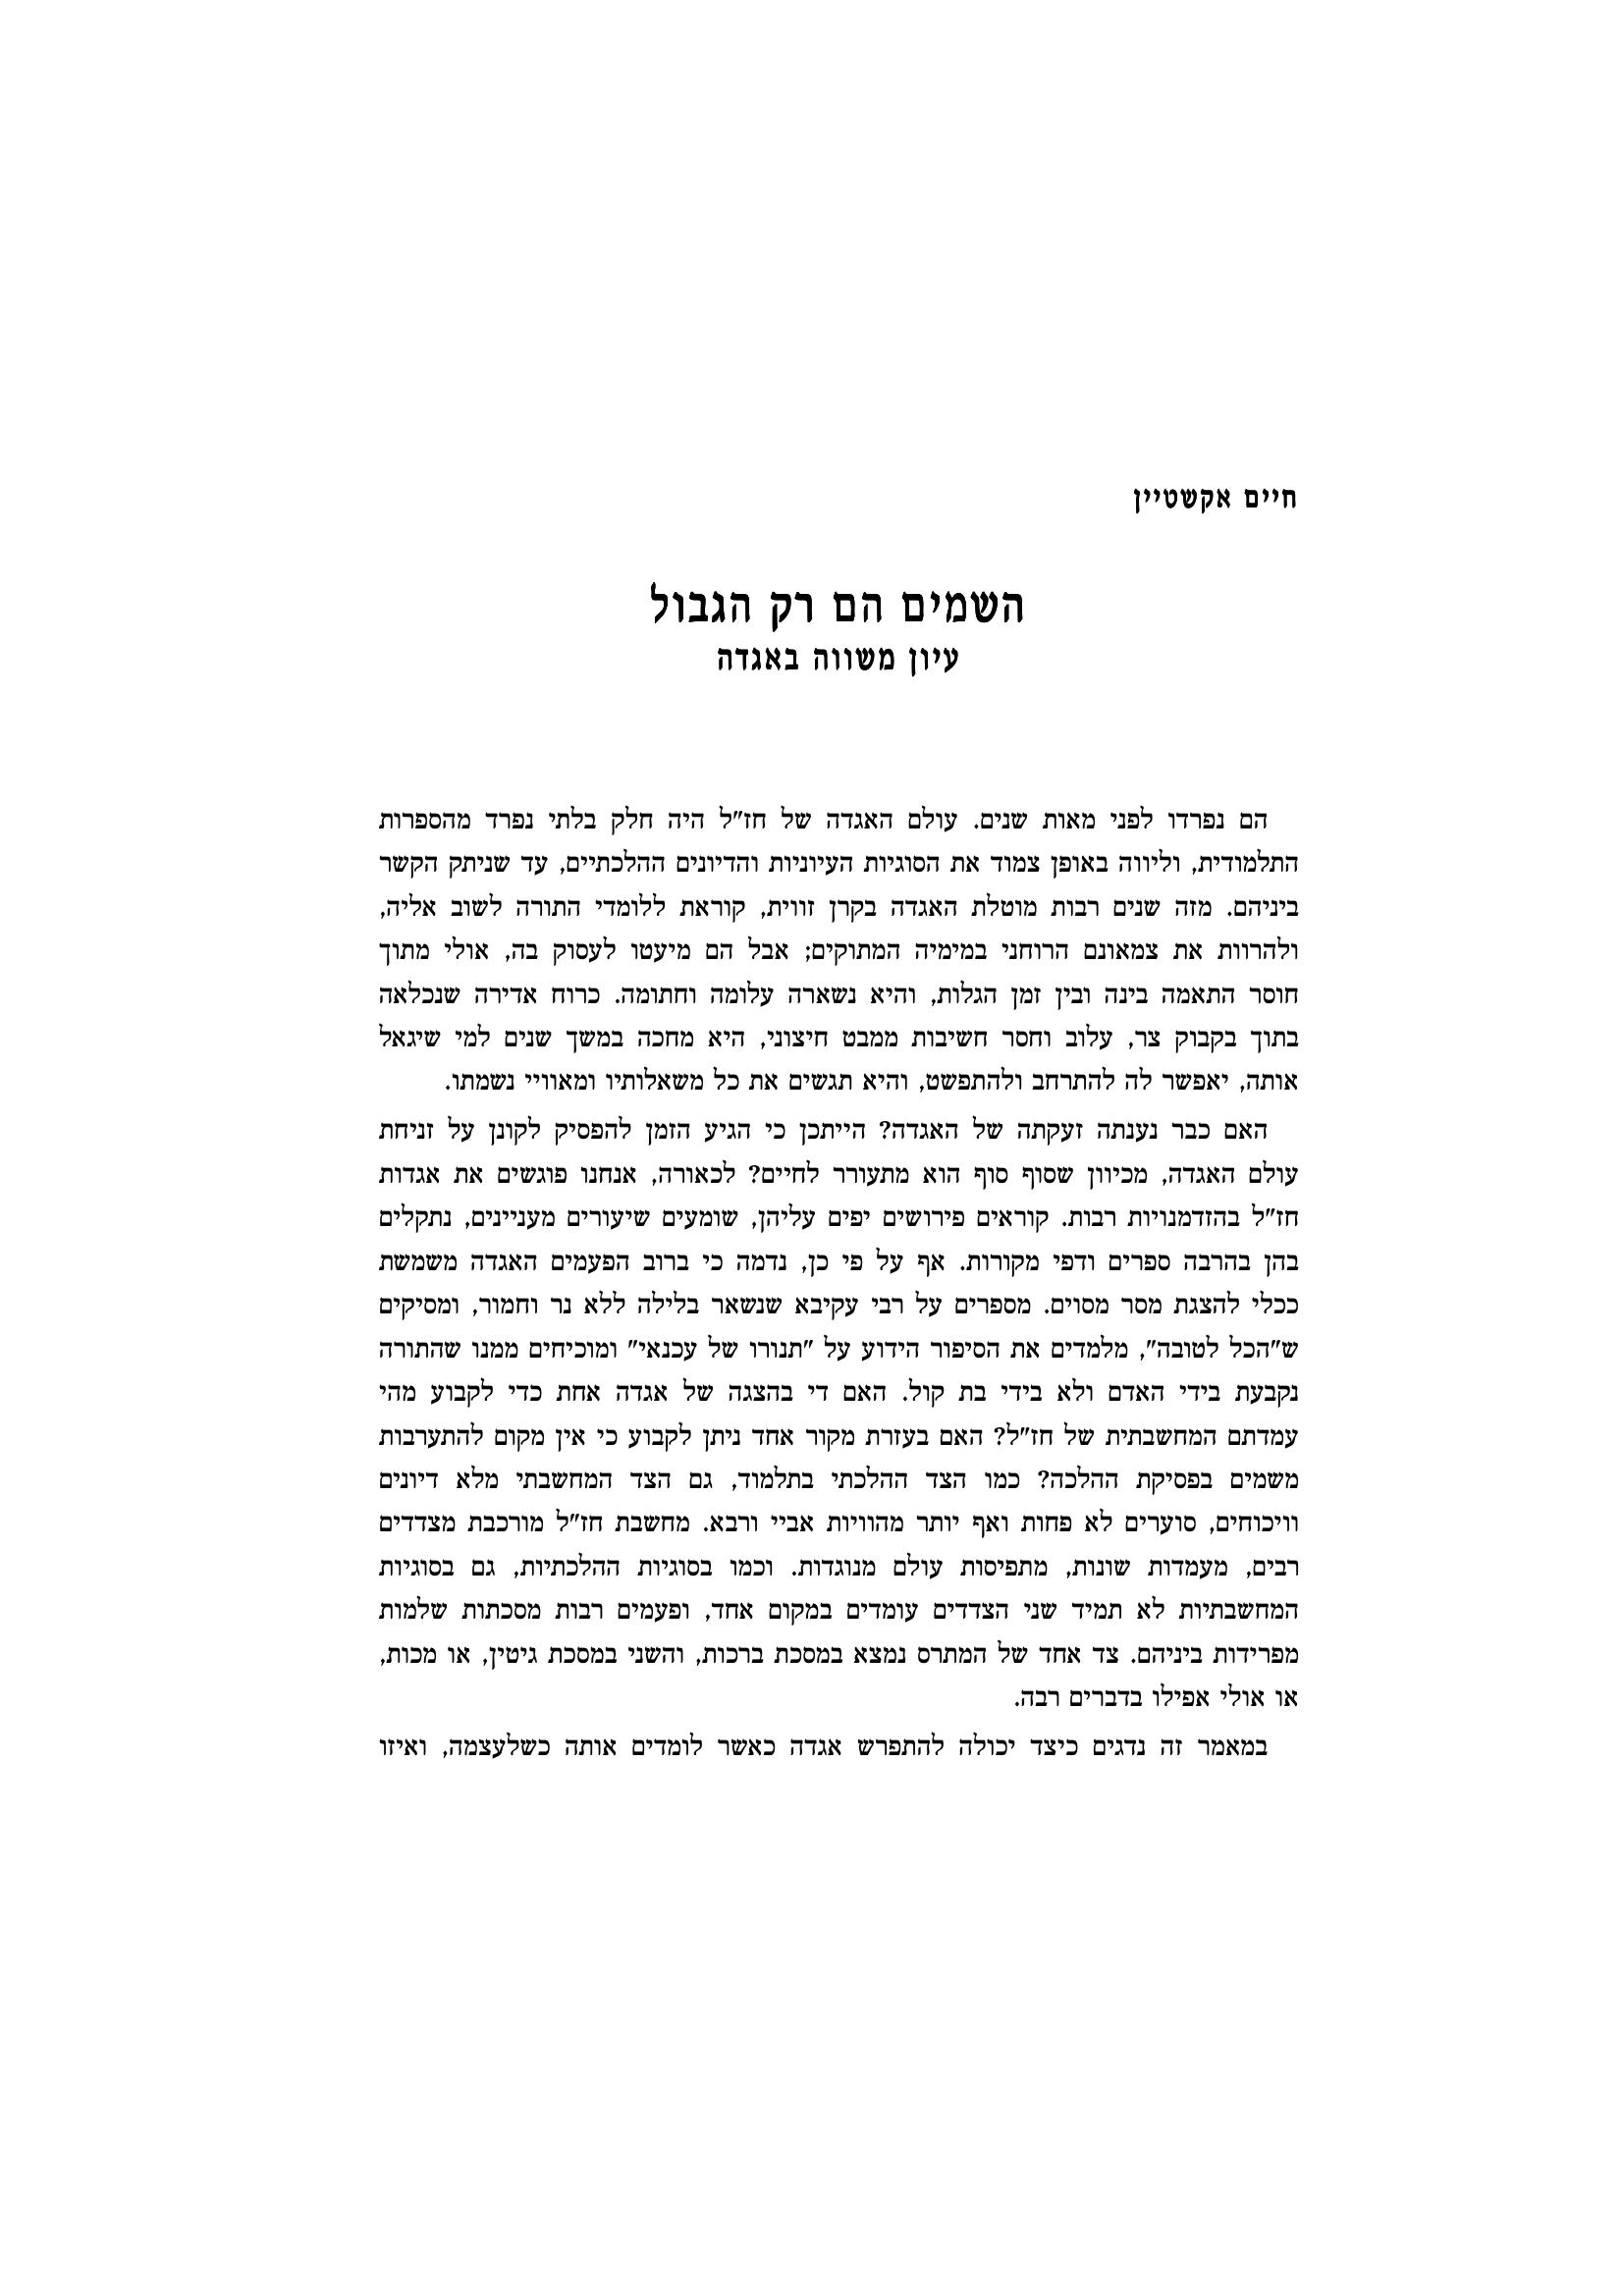 חיים אקשטיין
השמים הם רק הגבול
עיון משווה באגדה
הם נפרדו לפני מאות שנים. עולם האגדה של חז"ל היה חלק בלתי נפרד מהספרות
התלמודית, וליווה באופן צמוד את הסוגיות העיוניות והדיונים ההלכתיים, עד שניתק הקשר
ביניהם. מזה שנים רבות מוטלת האגדה בקרן זווית, קוראת ללומדי התורה לשוב אליה,
ולהרוות את צמאונם הרוחני במימיה המתוקים; אבל הם מיעטו לעסוק בה, אולי מתוך
חוסר התאמה בינה ובין זמן הגלות, והיא נשארה עלומה וחתומה. כרוח אדירה שנכלאה
בתוך בקבוק צר, עלוב וחסר חשיבות ממבט חיצוני, היא מחכה במשך שנים למי שיגאל
אותה, יאפשר לה להתרחב ולהתפשט, והיא תגשים את כל משאלותיו ומאוויי נשמתו.
האם כבר נענתה זעקתה של האגדה? הייתכן כי הגיע הזמן להפסיק לקונן על זניחת
עולם האגדה, מכיוון שסוף סוף הוא מתעורר לחיים? לכאורה, אנחנו פוגשים את אגדות
חז"ל בהזדמנויות רבות. קוראים פירושים יפים עליהן, שומעים שיעורים מעניינים, נתקלים
בהן בהרבה ספרים ודפי מקורות. אף על פי כן, נדמה כי ברוב הפעמים האגדה משמשת
ככלי להצגת מסר מסוים. מספרים על רבי עקיבא שנשאר בלילה ללא נר וחמור, ומסיקים
ש"הכל לטובה", מלמדים את הסיפור הידוע על "תנורו של עכנאי" ומוכיחים ממנו שהתורה
נקבעת בידי האדם ולא בידי בת קול. האם די בהצגה של אגדה אחת כדי לקבוע מהי
עמדתם המחשבתית של חז"ל? האם בעזרת מקור אחד ניתן לקבוע כי אין מקום להתערבות
משמים בפסיקת ההלכה? כמו הצד ההלכתי בתלמוד, גם הצד המחשבתי מלא דיונים
וויכוחים, סוערים לא פחות ואף יותר מהוויות אביי ורבא. מחשבת חז"ל מורכבת מצדדים
רבים, מעמדות שונות, מתפיסות עולם מנוגדות. וכמו בסוגיות ההלכתיות, גם בסוגיות
המחשבתיות לא תמיד שני הצדדים עומדים במקום אחד, ופעמים רבות מסכתות שלמות
מפרידות ביניהם. צד אחד של המתרס נמצא במסכת ברכות, והשני במסכת גיטין, או מכות,
או אולי אפילו בדברים רבה.
במאמר זה נדגים כיצד יכולה להתפרש אגדה כאשר לומדים אותה כשלעצמה, ואיזו